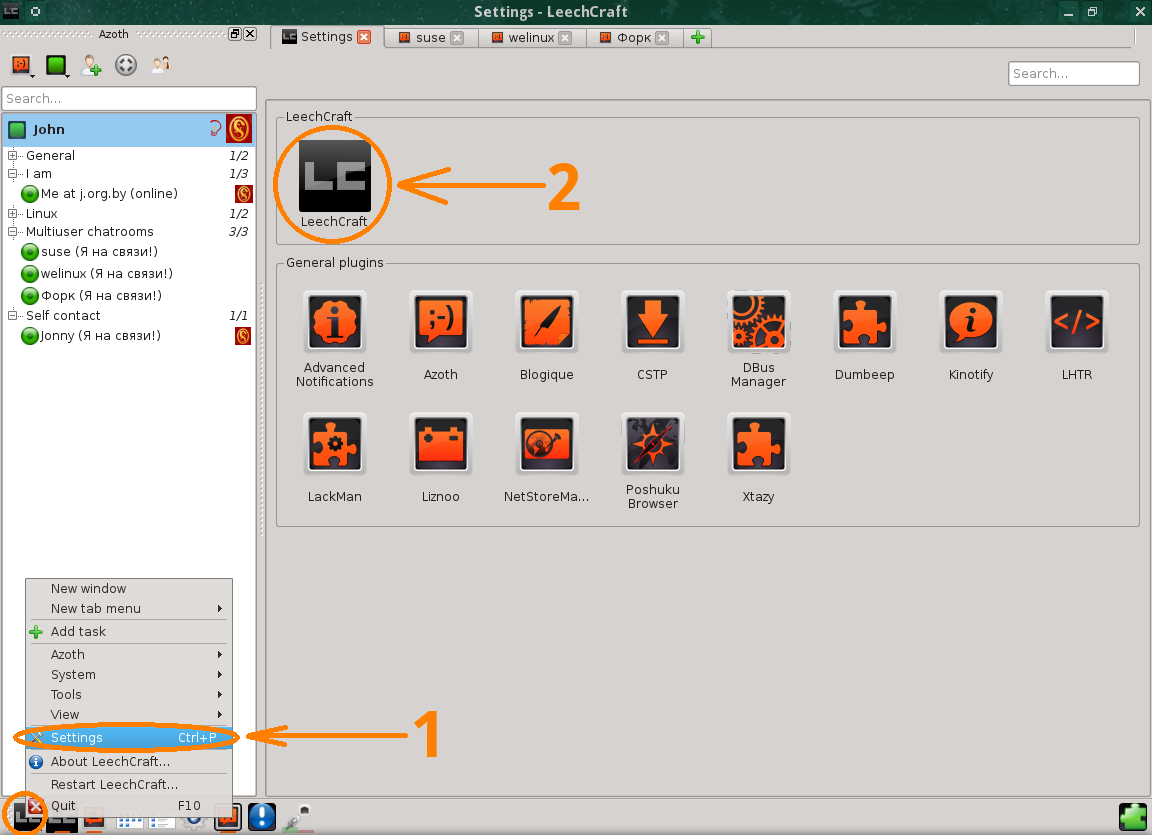 Settings - LeechCraft
Azoth
Settings
suse
welinux
Форк
Search...
Search...
John
General 1/2
I am 1/3
Me at j.org.by (online)
Linux 1/2
Multiuser chatrooms 3/3
suse (Я на связи!)
welinux (Я на связи!)
Форк (Я на связи!)
Self contact 1/1
Jonny (Я на связи!)
LeechCraft
LC
LeechCraft
2
General plugins
Advanced
Notifications
Azoth
Blogique
CSTP
DBus
Manager
Dumbeep
Kinotify
</>
LHTR
LackMan
Liznoo
NetStoreMa...
Poshuku
Browser
Xtazy
New window
New tab menu
Add task
Azoth
System
Tools
View
Settings Ctrl+P
1
About LeechCraft...
Restart LeechCraft...
Quit F10